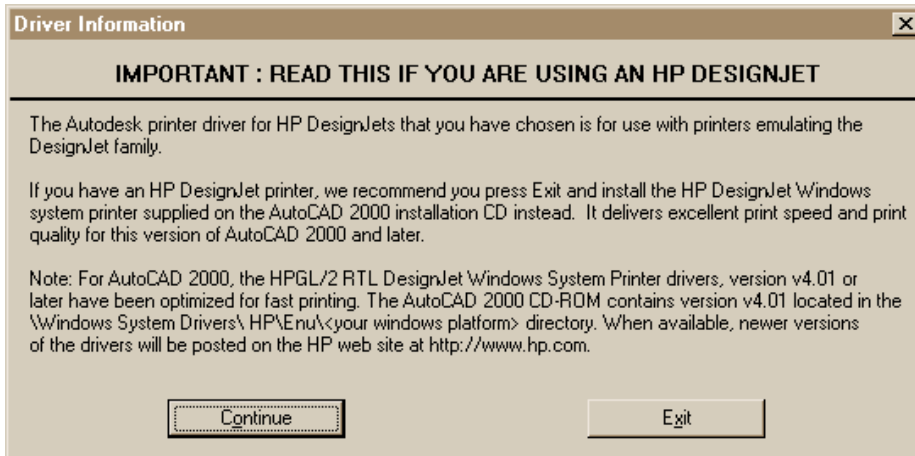 Driver Information
IMPORTANT : READ THIS IF YOU ARE USING AN HP DESIGNJET
The Autodesk printer driver for HP DesignJets that you have chosen is for use with printers emulating the
DesignJet family.
If you have an HP DesignJet printer, we recommend you press Exit and install the HP DesignJet Windows
system printer supplied on the AutoCAD 2000 installation CD instead.  It delivers excellent print speed and print
quality for this version of AutoCAD 2000 and later.
Note: For AutoCAD 2000, the HPGL/2 RTL DesignJet Windows System Printer drivers, version v4.01 or
later have been optimized for fast printing. The AutoCAD 2000 CD-ROM contains version v4.01 located in the
\Windows System Drivers\ HP\Enu\<your windows platform> directory. When available, newer versions
of the drivers will be posted on the HP web site at http://www.hp.com.
Continue
Exit